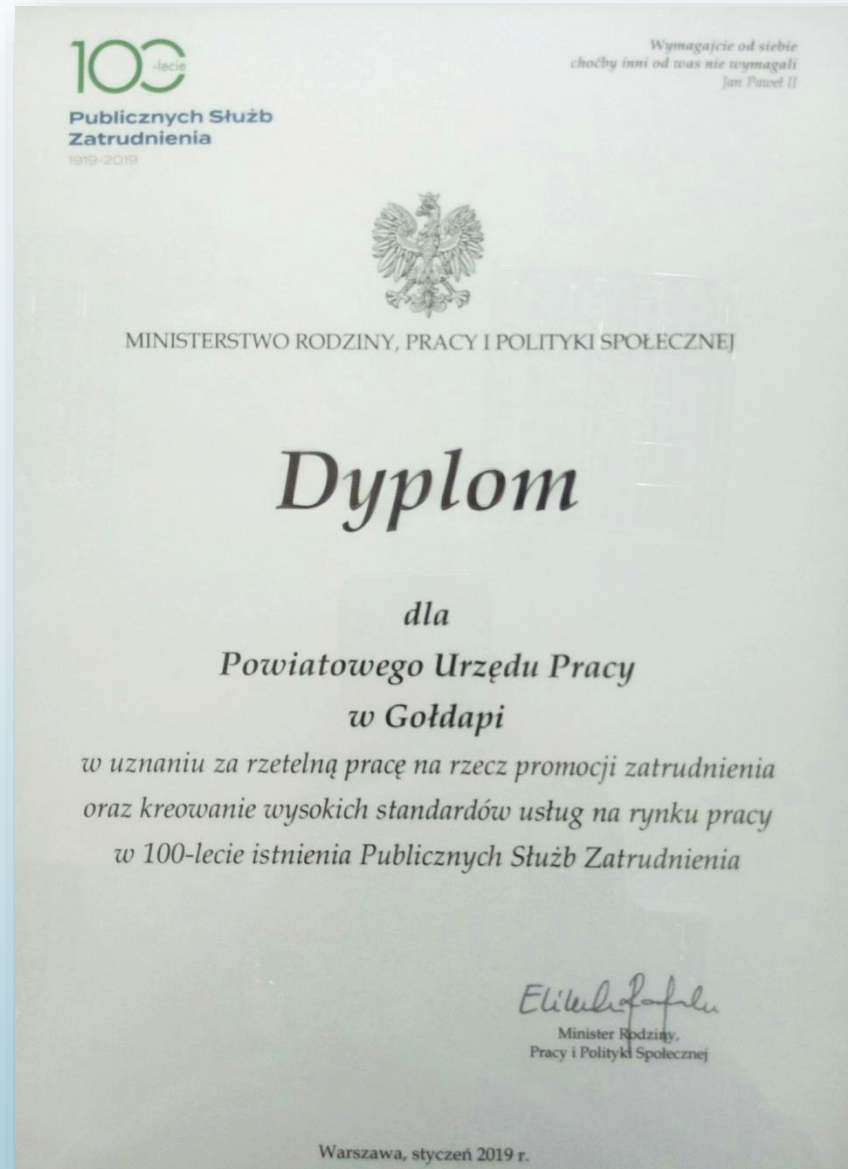 100-lecie
Publicznych Służb
Zatrudnienia
1919-2019
Wymagajcie od siebie
choćby inni od was nie wymagali
Jan Paweł II
MINISTERSTWO RODZINY, PRACY I POLITYKI SPOŁECZNEJ
Dyplom
dla
Powiatowego Urzędu Pracy
w Gołdapi
w uznaniu za rzetelną pracę na rzecz promocji zatrudnienia
oraz kreowanie wysokich standardów usług na rynku pracy
w 100-lecie istnienia Publicznych Służb Zatrudnienia
Minister Rodziny,
Pracy i Polityki Społecznej
Warszawa, styczeń 2019 r.